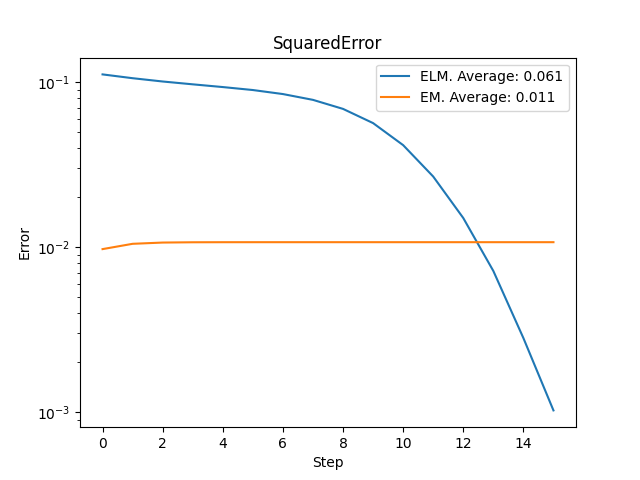 SquaredError
ELM. Average: 0.061
EM. Average: 0.011
Error
10⁻¹
10⁻²
10⁻³
0 2 4 6 8 10 12 14
Step